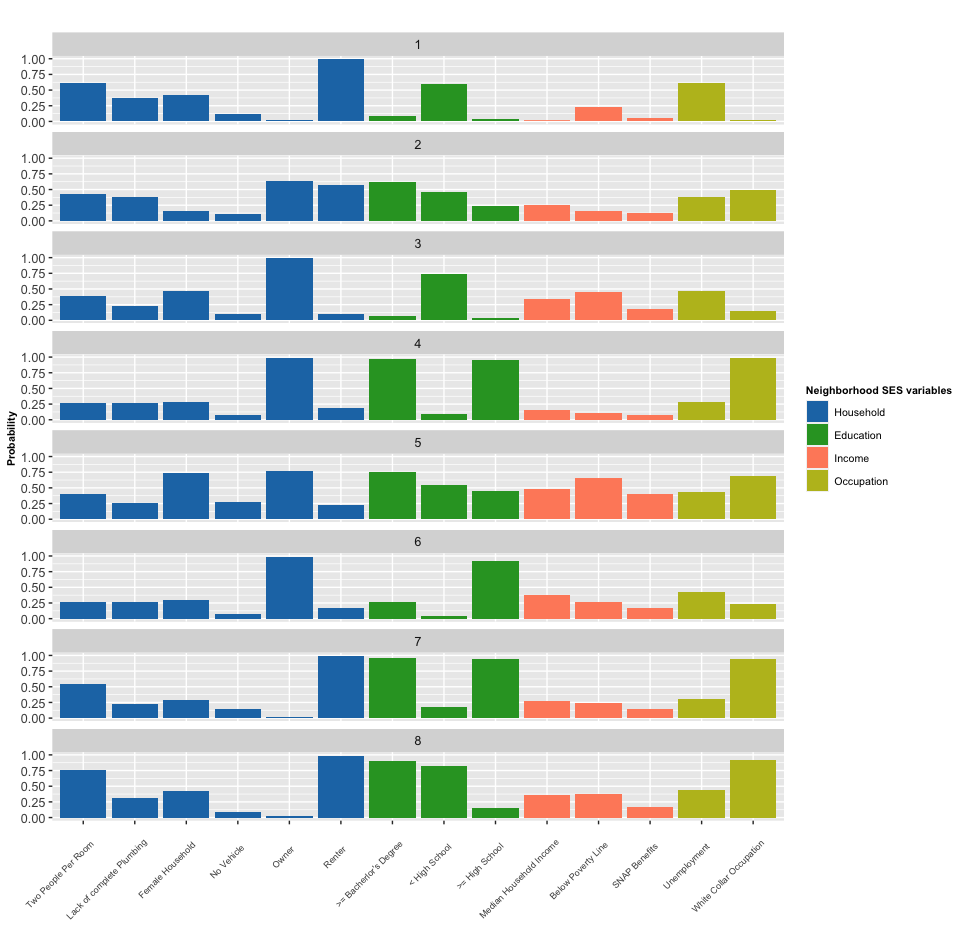 1
1.00
0.75
0.50
0.25
0.00
2
1.00
0.75
0.50
0.25
0.00
3
1.00
0.75
0.50
0.25
0.00
4
1.00
0.75
0.50
0.25
0.00
5
1.00
0.75
0.50
0.25
0.00
6
1.00
0.75
0.50
0.25
0.00
7
1.00
0.75
0.50
0.25
0.00
8
1.00
0.75
0.50
0.25
0.00
Probability
Two People Per Room
Lack of complete Plumbing
Female Household
No Vehicle
Owner
Renter
>= Bacherlor's Degree
< High School
>= High School
Median Household Income
Below Poverty Line
SNAP Benefits
Unemployment
White Collar Occupation
Neighborhood SES variables
Household
Education
Income
Occupation